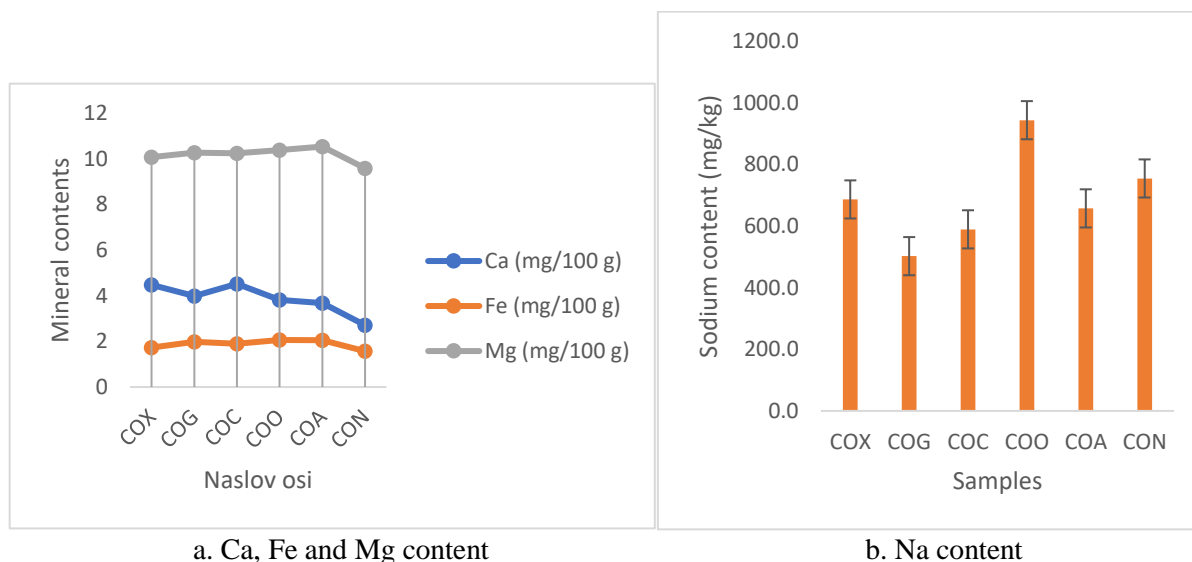 12
10
8
6
4
2
0
Mineral contents
COX
COG
COC
COO
COA
CON
Naslov osi
Ca (mg/100 g)
Fe (mg/100 g)
Mg (mg/100 g)
a. Ca, Fe and Mg content
1200.0
1000.0
800.0
600.0
400.0
200.0
0.0
Sodium content (mg/kg)
COX COG COC COO COA CON
Samples
b. Na content